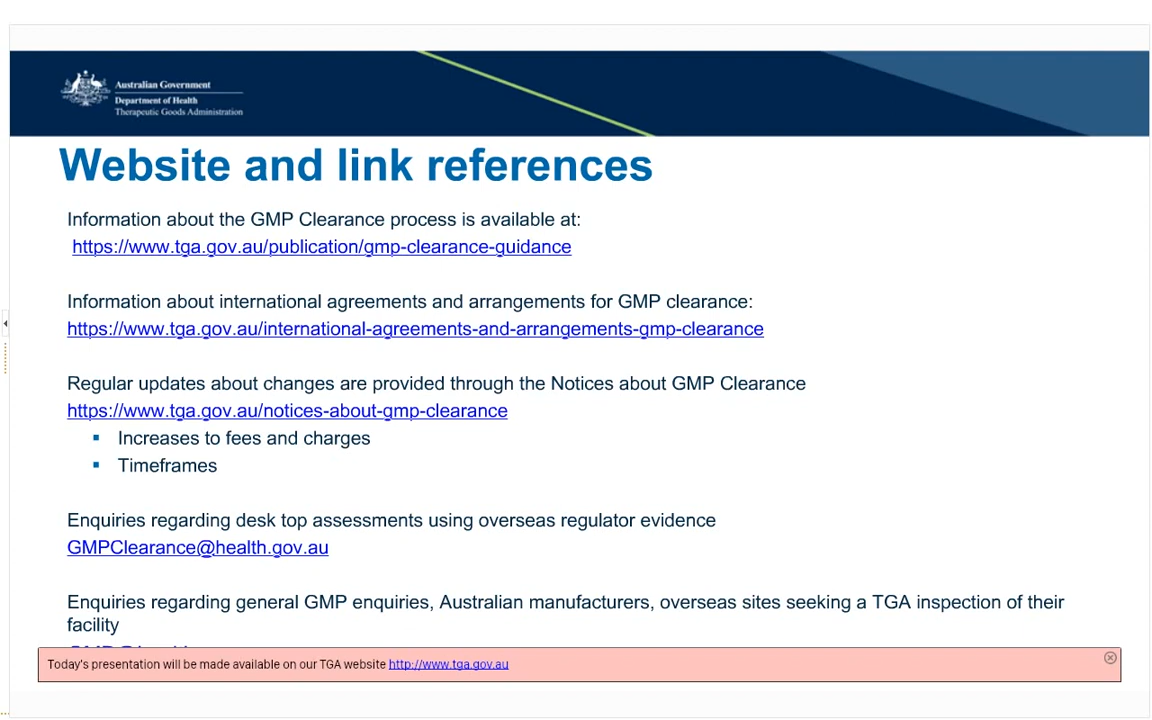 Australian Government
Department of Health
Therapeutic Goods Administration
Website and link references
Information about the GMP Clearance process is available at:
https://www.tga.gov.au/publication/gmp-clearance-guidance
Information about international agreements and arrangements for GMP clearance:
https://www.tga.gov.au/international-agreements-and-arrangements-gmp-clearance
Regular updates about changes are provided through the Notices about GMP Clearance
https://www.tga.gov.au/notices-about-gmp-clearance
▪ Increases to fees and charges
▪ Timeframes
Enquiries regarding desk top assessments using overseas regulator evidence
GMPClearance@health.gov.au
Enquiries regarding general GMP enquiries, Australian manufacturers, overseas sites seeking a TGA inspection of their
facility
Today's presentation will be made available on our TGA website http://www.tga.gov.au